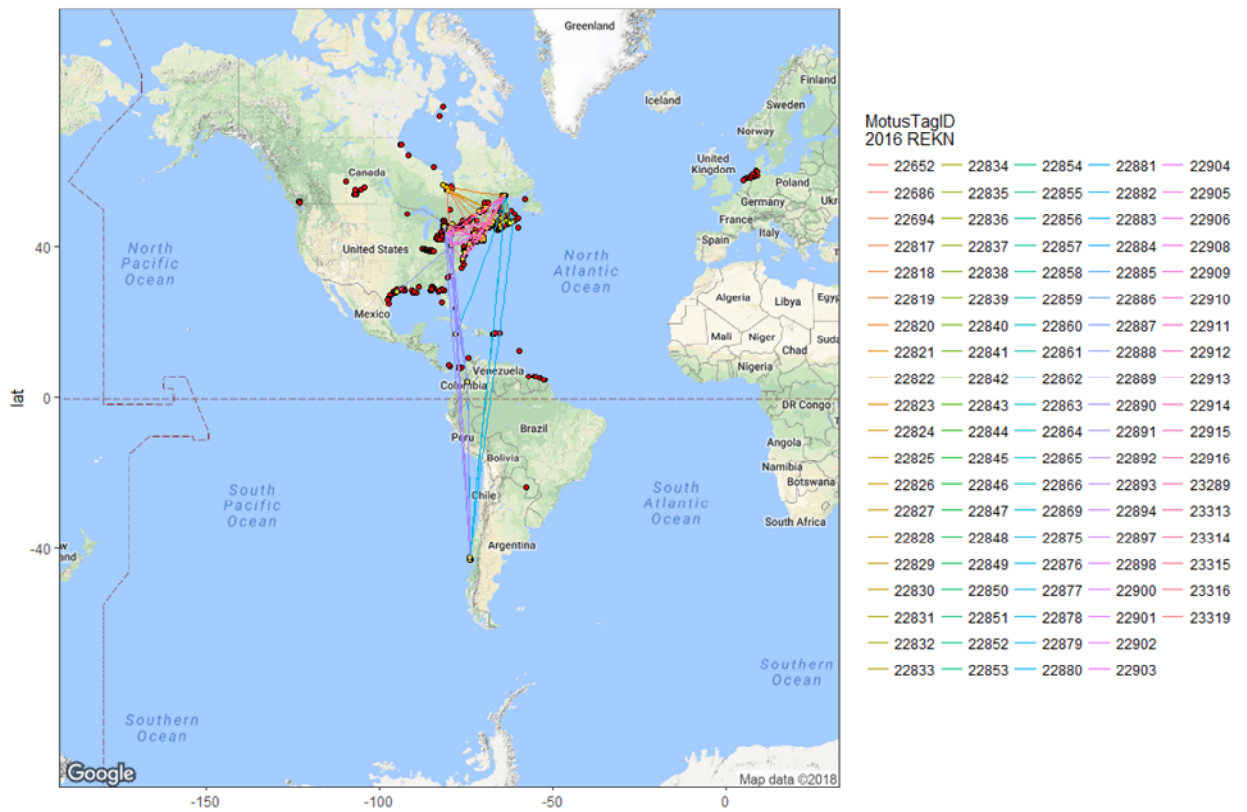 Greenland
Finland
Sweden
Iceland
Norway
United
Kingdom
Canada
Poland
Germany
Ukr
France
Italy
Spain
40
United States
North
Pacific
Ocean
North
Atlantic
Ocean
Algeria
Libya
Egy
Mexico
Mali
Niger
Suda
Chad
Nigeria
Venezuela
Colombia
lat
0
DR Congo
Peru
Brazil
Angola
Bolivia
Namibia
Botswana
South
Pacific
Ocean
Chile
South
Atlantic
Ocean
South Africa
-40
Argentina
w
and
Southern
Ocean
Southern
Ocean
Google
Map data ©2018
-150
-100
-50
0
MotusTagID
2016 REKN
22652 22834 22854 22881 22904
22686 22835 22855 22882 22905
22694 22836 22856 22883 22906
22817 22837 22857 22884 22908
22818 22838 22858 22885 22909
22819 22839 22859 22886 22910
22820 22840 22860 22887 22911
22821 22841 22861 22888 22912
22822 22842 22862 22889 22913
22823 22843 22863 22890 22914
22824 22844 22864 22891 22915
22825 22845 22865 22892 22916
22826 22846 22866 22893 23289
22827 22847 22869 22894 23313
22828 22848 22875 22897 23314
22829 22849 22876 22898 23315
22830 22850 22877 22900 23316
22831 22851 22878 22901 23319
22832 22852 22879 22902
22833 22853 22880 22903